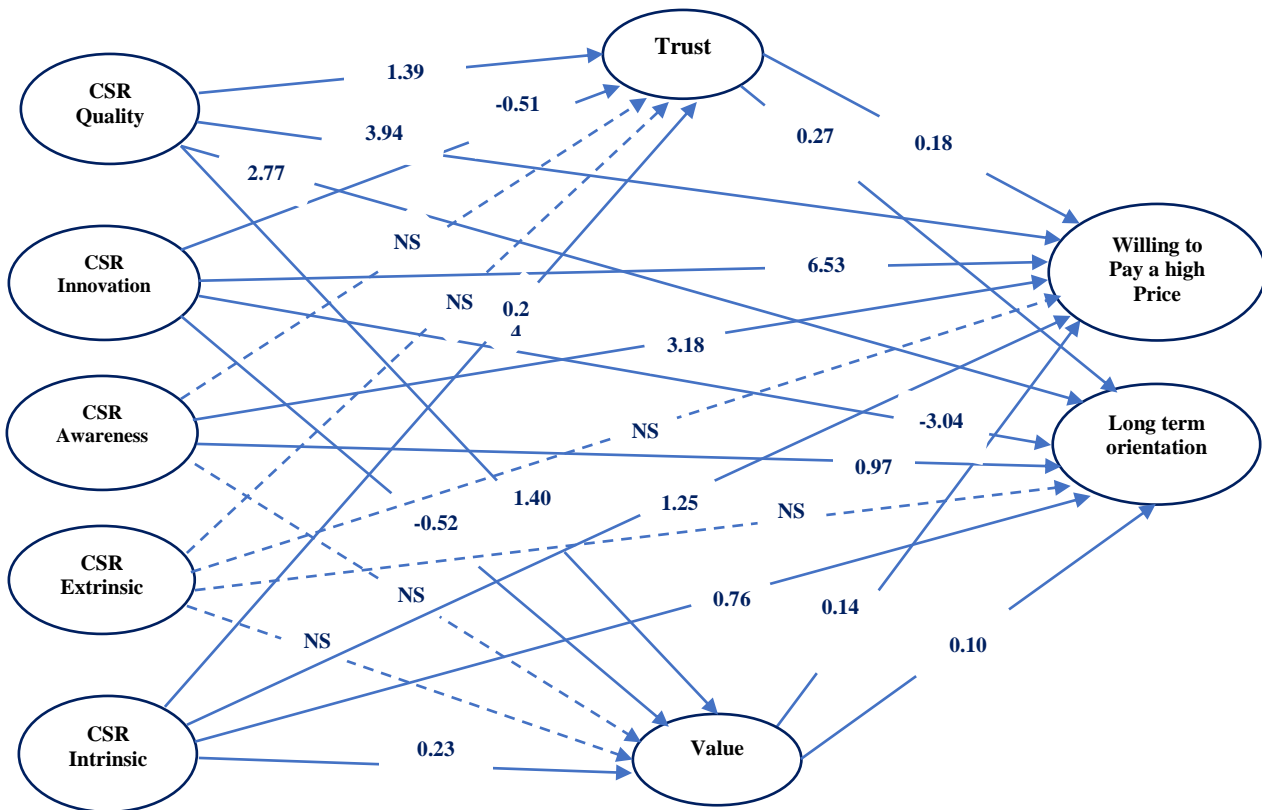 Trust
1.39
CSR
Quality
-0.51
3.94
0.27
0.18
2.77
NS
Willing to
Pay a high
Price
CSR
Innovation
6.53
NS
0.2
4
3.18
CSR
Awareness
NS
-3.04
Long term
orientation
0.97
1.40
1.25
-0.52
NS
CSR
Extrinsic
NS
0.76
0.14
NS
0.10
CSR
Intrinsic
0.23
Value